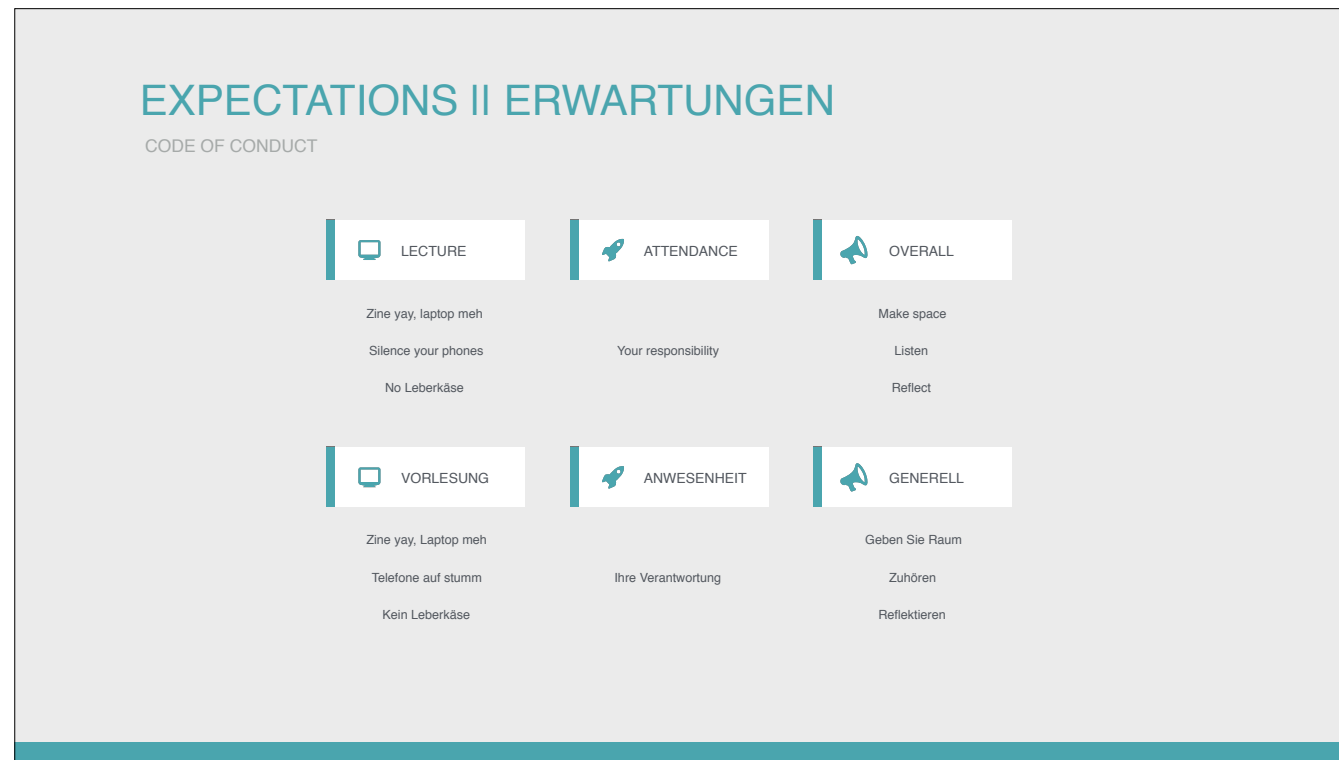 EXPECTATIONS II ERWARTUNGEN
CODE OF CONDUCT
LECTURE
Zine yay, laptop meh
Silence your phones
No Leberkäse
ATTENDANCE
Your responsibility
OVERALL
Make space
Listen
Reflect
VORLESUNG
Zine yay, Laptop meh
Telefone auf stumm
Kein Leberkäse
ANWESENHEIT
Ihre Verantwortung
GENERELL
Geben Sie Raum
Zuhören
Reflektieren